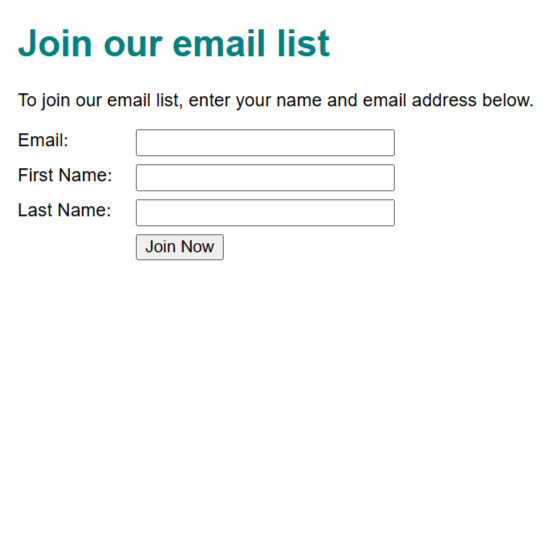 Join our email list
To join our email list, enter your name and email address below.
Email:
First Name:
Last Name:
Join Now